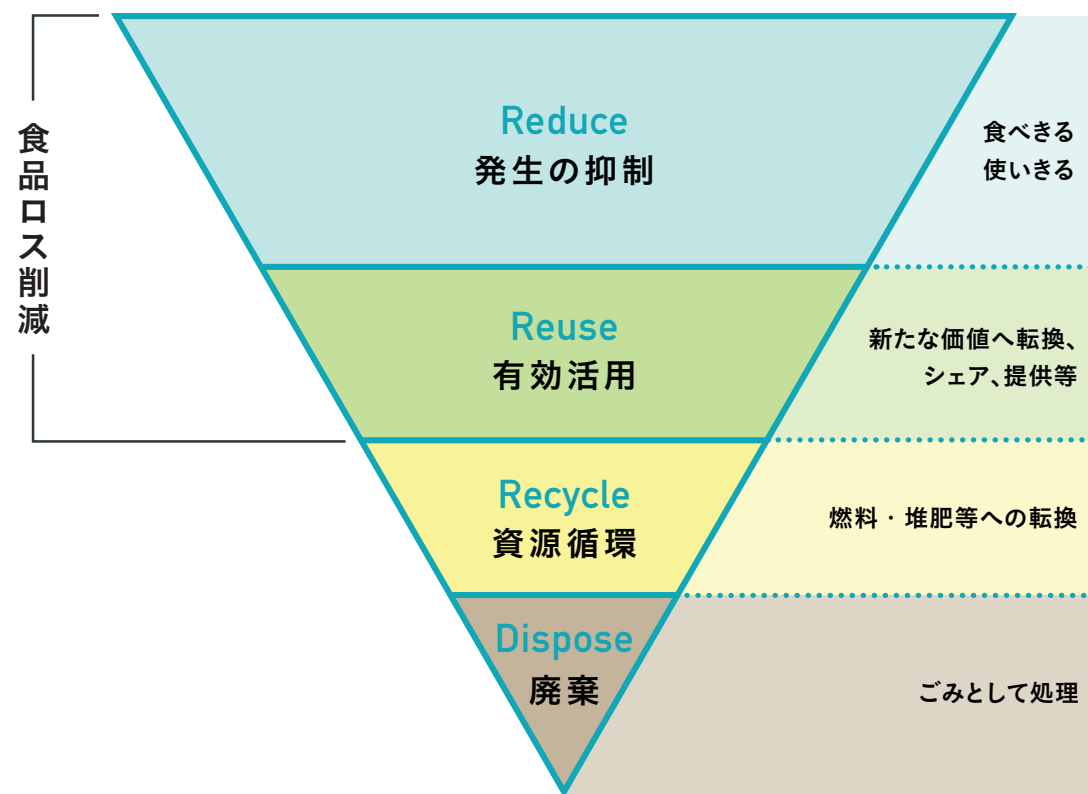 食品ロス削減
Reduce
発生の抑制
食べきる
使いきる
Reuse
有効活用
新たな価値へ転換、
シェア、提供等
Recycle
資源循環
燃料・堆肥等への転換
Dispose
廃棄
ごみとして処理